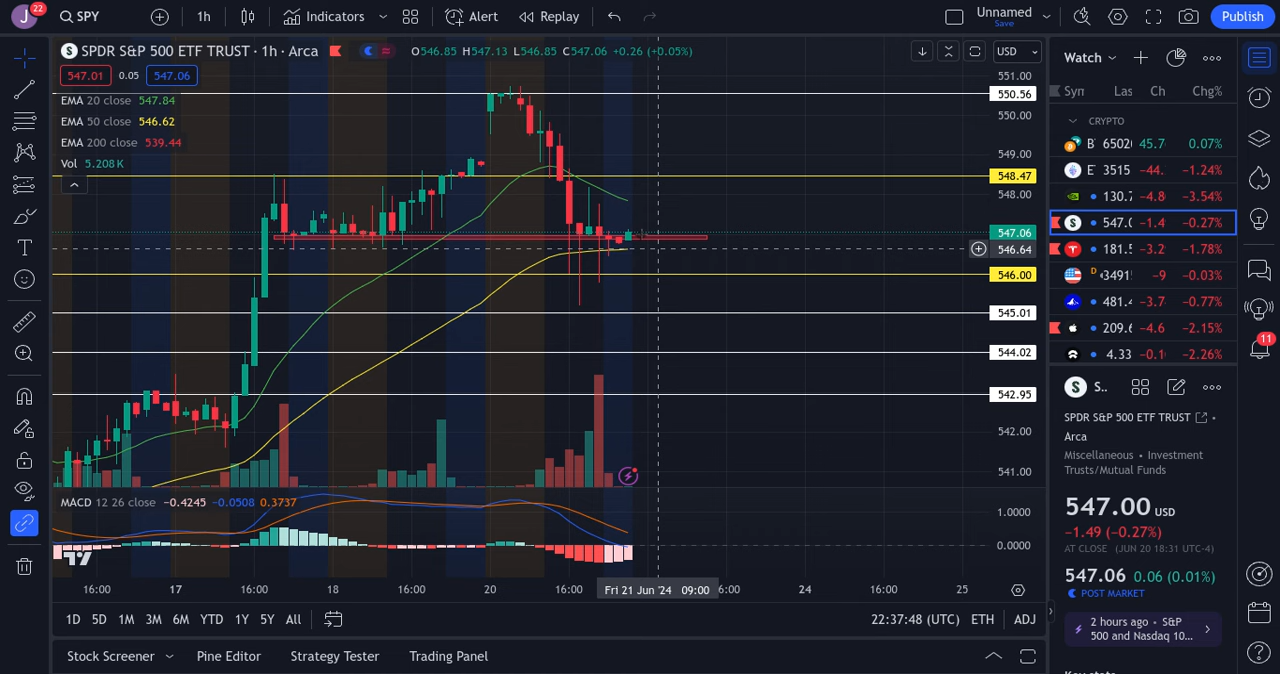 J 22 SPY 1h Indicators Alert Replay Unnamed Save Publish
SPDR S&P 500 ETF TRUST · 1h · Arca O546.85 H547.13 L546.85 C547.06 +0.26 (+0.05%) USD
547.01 0.05 547.06
EMA 20 close 547.84
EMA 50 close 546.62
EMA 200 close 539.44
Vol 5.208K
551.00
550.56
550.00
549.00
548.47
548.00
547.06
546.64
546.00
545.01
544.02
542.95
542.00
541.00
MACD 12 26 close −0.4245 −0.0508 0.3737
1.0000
0.0000
16:00 17 16:00 18 16:00 20 16:00 Fri 21 Jun '24 09:00 6:00 24 16:00 25
1D 5D 1M 3M 6M YTD 1Y 5Y All 22:37:48 (UTC) ETH ADJ
Stock Screener Pine Editor Strategy Tester Trading Panel
Watch
Syn Las Ch Chg%
CRYPTO
6502 45.7 0.07%
3515 −44. −1.24%
130.7 −4.8 −3.54%
547.0 −1.4 −0.27%
181.5 −3.2 −1.78%
D 3491 −9 −0.03%
481.4 −3.7 −0.77%
209.6 −4.6 −2.15%
4.33 −0.1 −2.26%
S..
SPDR S&P 500 ETF TRUST •
Arca
Miscellaneous • Investment
Trusts/Mutual Funds
547.00 USD
−1.49 (−0.27%)
AT CLOSE (JUN 20 18:31 UTC-4)
547.06 0.06 (0.01%)
POST MARKET
2 hours ago • S&P
500 and Nasdaq 10...
11